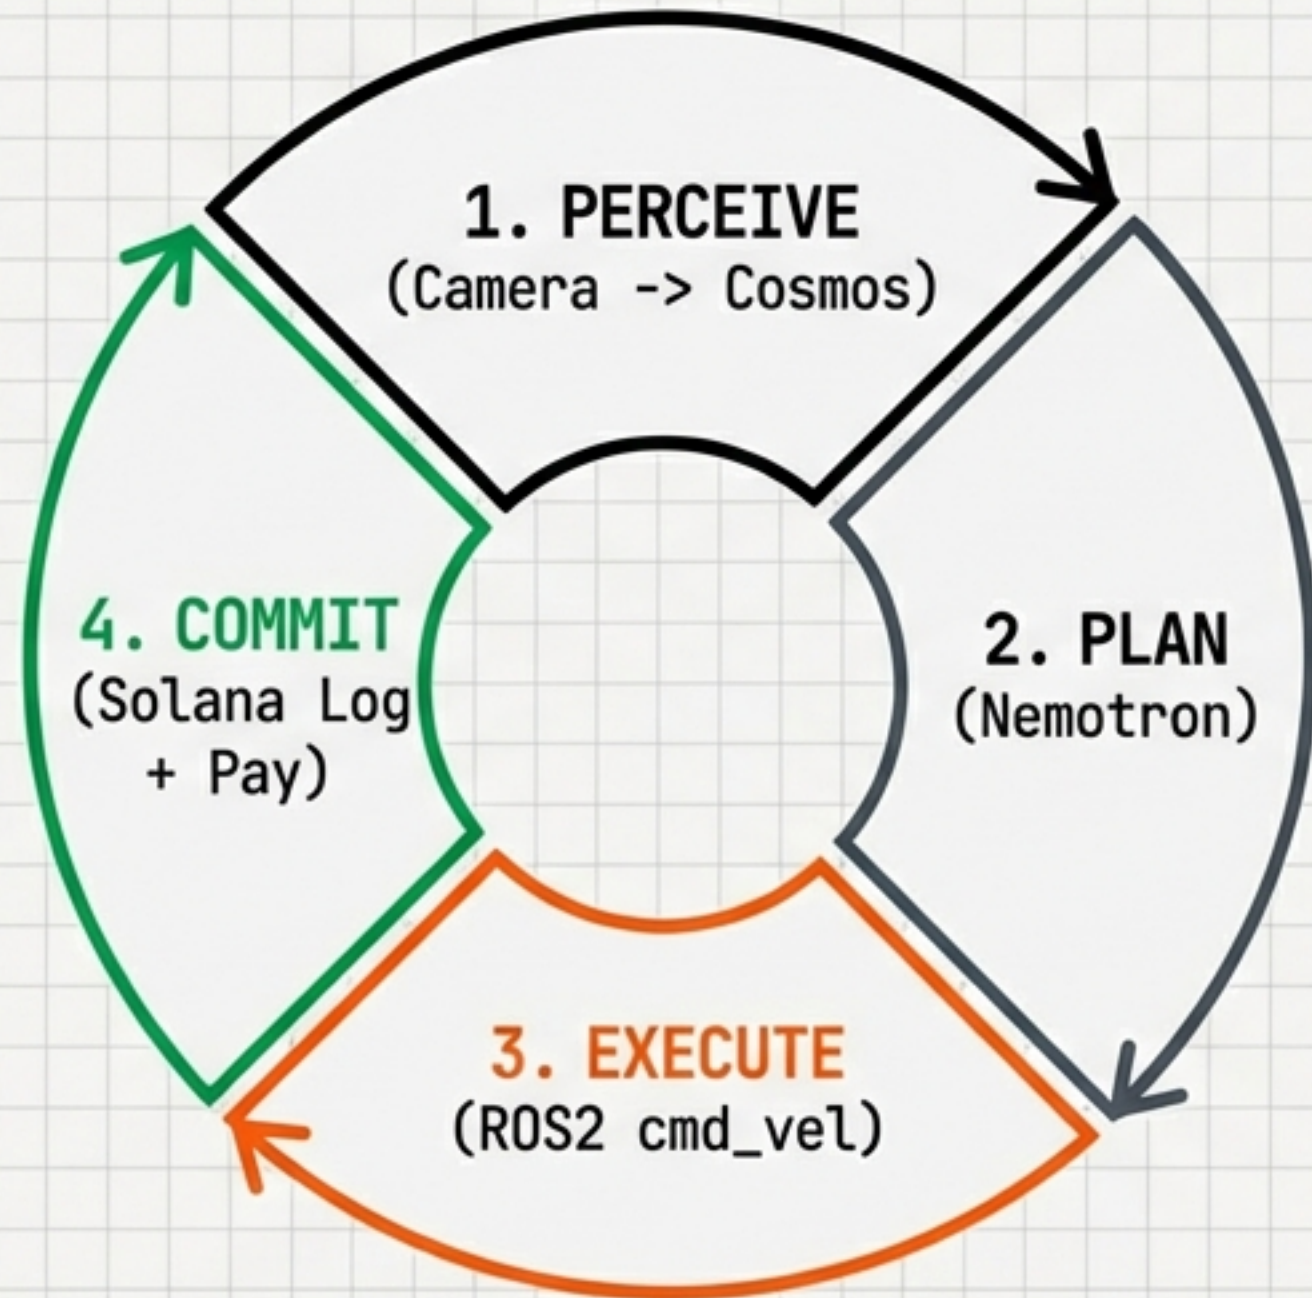 1. PERCEIVE
(Camera -> Cosmos)
2. PLAN
(Nemotron)
3. EXECUTE
(ROS2 cmd_vel)
4. COMMIT
(Solana Log
+ Pay)